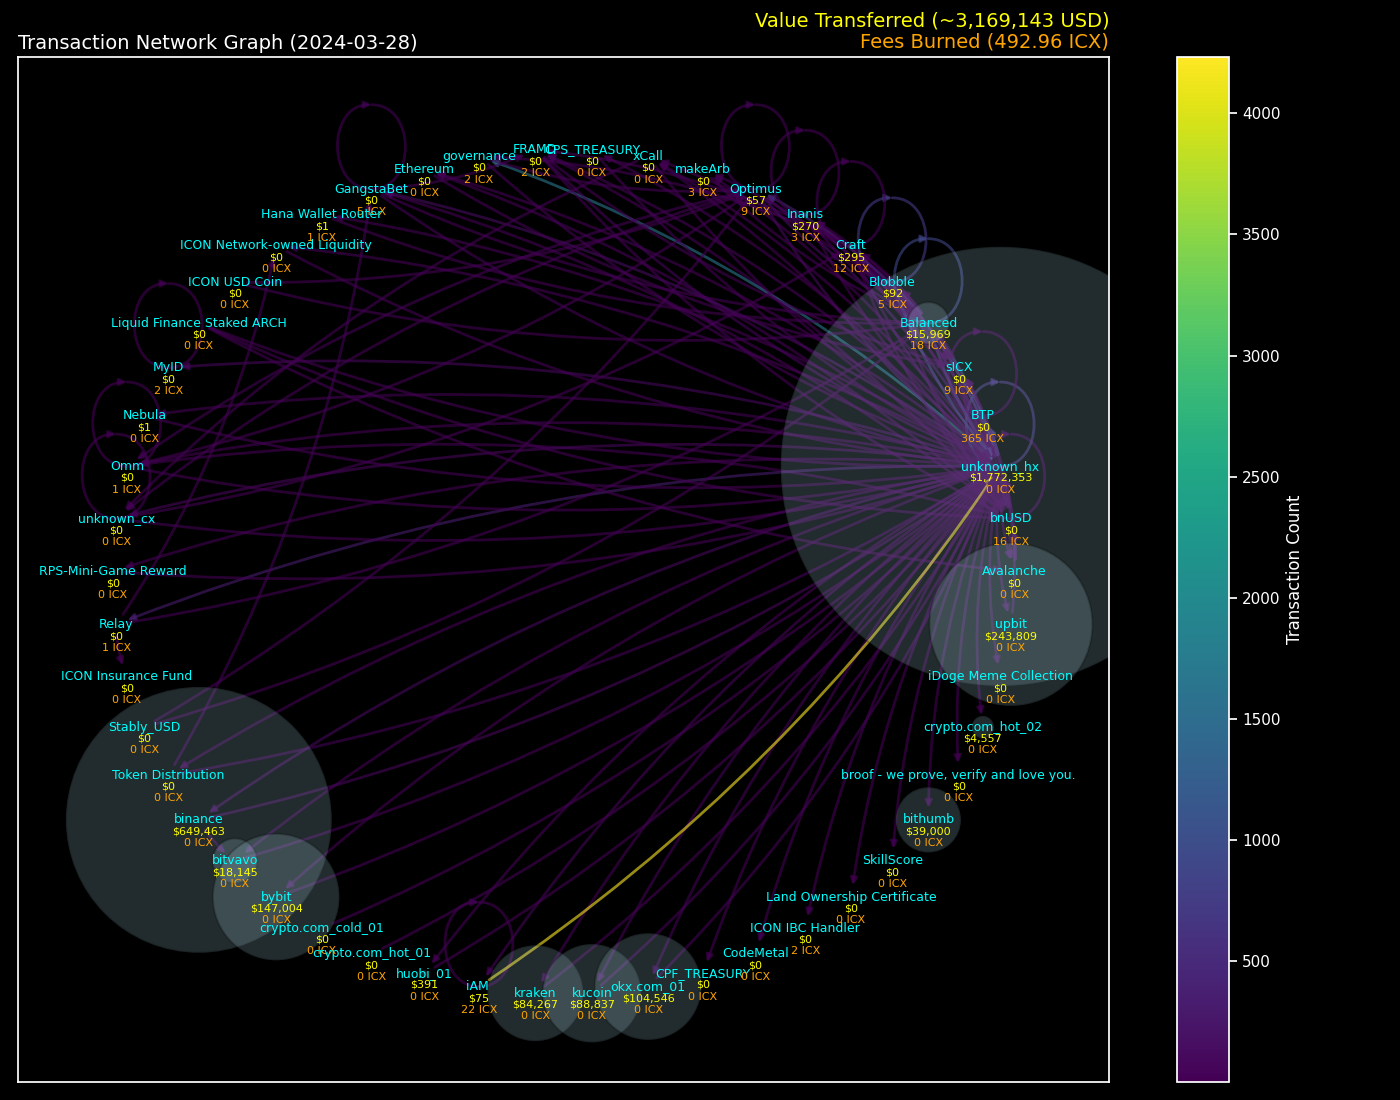 Value Transferred (~3,169,143 USD)
Transaction Network Graph (2024-03-28)
Fees Burned (492.96 ICX)
FRAMD
$0
2 ICX
CPS_TREASURY
$0
0 ICX
governance
$0
2 ICX
xCall
$0
0 ICX
Ethereum
$0
0 ICX
makeArb
$0
3 ICX
GangstaBet
$0
5 ICX
Optimus
$57
9 ICX
Hana Wallet Router
$1
1 ICX
Inanis
$270
3 ICX
ICON Network-owned Liquidity
$0
0 ICX
Craft
$295
12 ICX
ICON USD Coin
$0
0 ICX
Blobble
$92
5 ICX
Liquid Finance Staked ARCH
$0
0 ICX
Balanced
$15,969
18 ICX
MyID
$0
2 ICX
sICX
$0
9 ICX
Nebula
$1
0 ICX
BTP
$0
365 ICX
Omm
$0
1 ICX
unknown_hx
$1,772,353
0 ICX
unknown_cx
$0
0 ICX
bnUSD
$0
16 ICX
RPS-Mini-Game Reward
$0
0 ICX
Avalanche
$0
0 ICX
Relay
$0
1 ICX
upbit
$243,809
0 ICX
ICON Insurance Fund
$0
0 ICX
iDoge Meme Collection
$0
0 ICX
Stably_USD
$0
0 ICX
crypto.com_hot_02
$4,557
0 ICX
Token Distribution
$0
0 ICX
broof - we prove, verify and love you.
$0
0 ICX
binance
$649,463
0 ICX
bithumb
$39,000
0 ICX
bitvavo
$18,145
0 ICX
SkillScore
$0
0 ICX
bybit
$147,004
0 ICX
Land Ownership Certificate
$0
0 ICX
crypto.com_cold_01
$0
0 ICX
ICON IBC Handler
$0
2 ICX
crypto.com_hot_01
$0
0 ICX
CodeMetal
$0
0 ICX
huobi_01
$391
0 ICX
CPF_TREASURY
$0
0 ICX
iAM
$75
22 ICX
kraken
$84,267
0 ICX
kucoin
$88,837
0 ICX
okx.com_01
$104,546
0 ICX
4000
3500
3000
2500
2000
1500
1000
500
Transaction Count